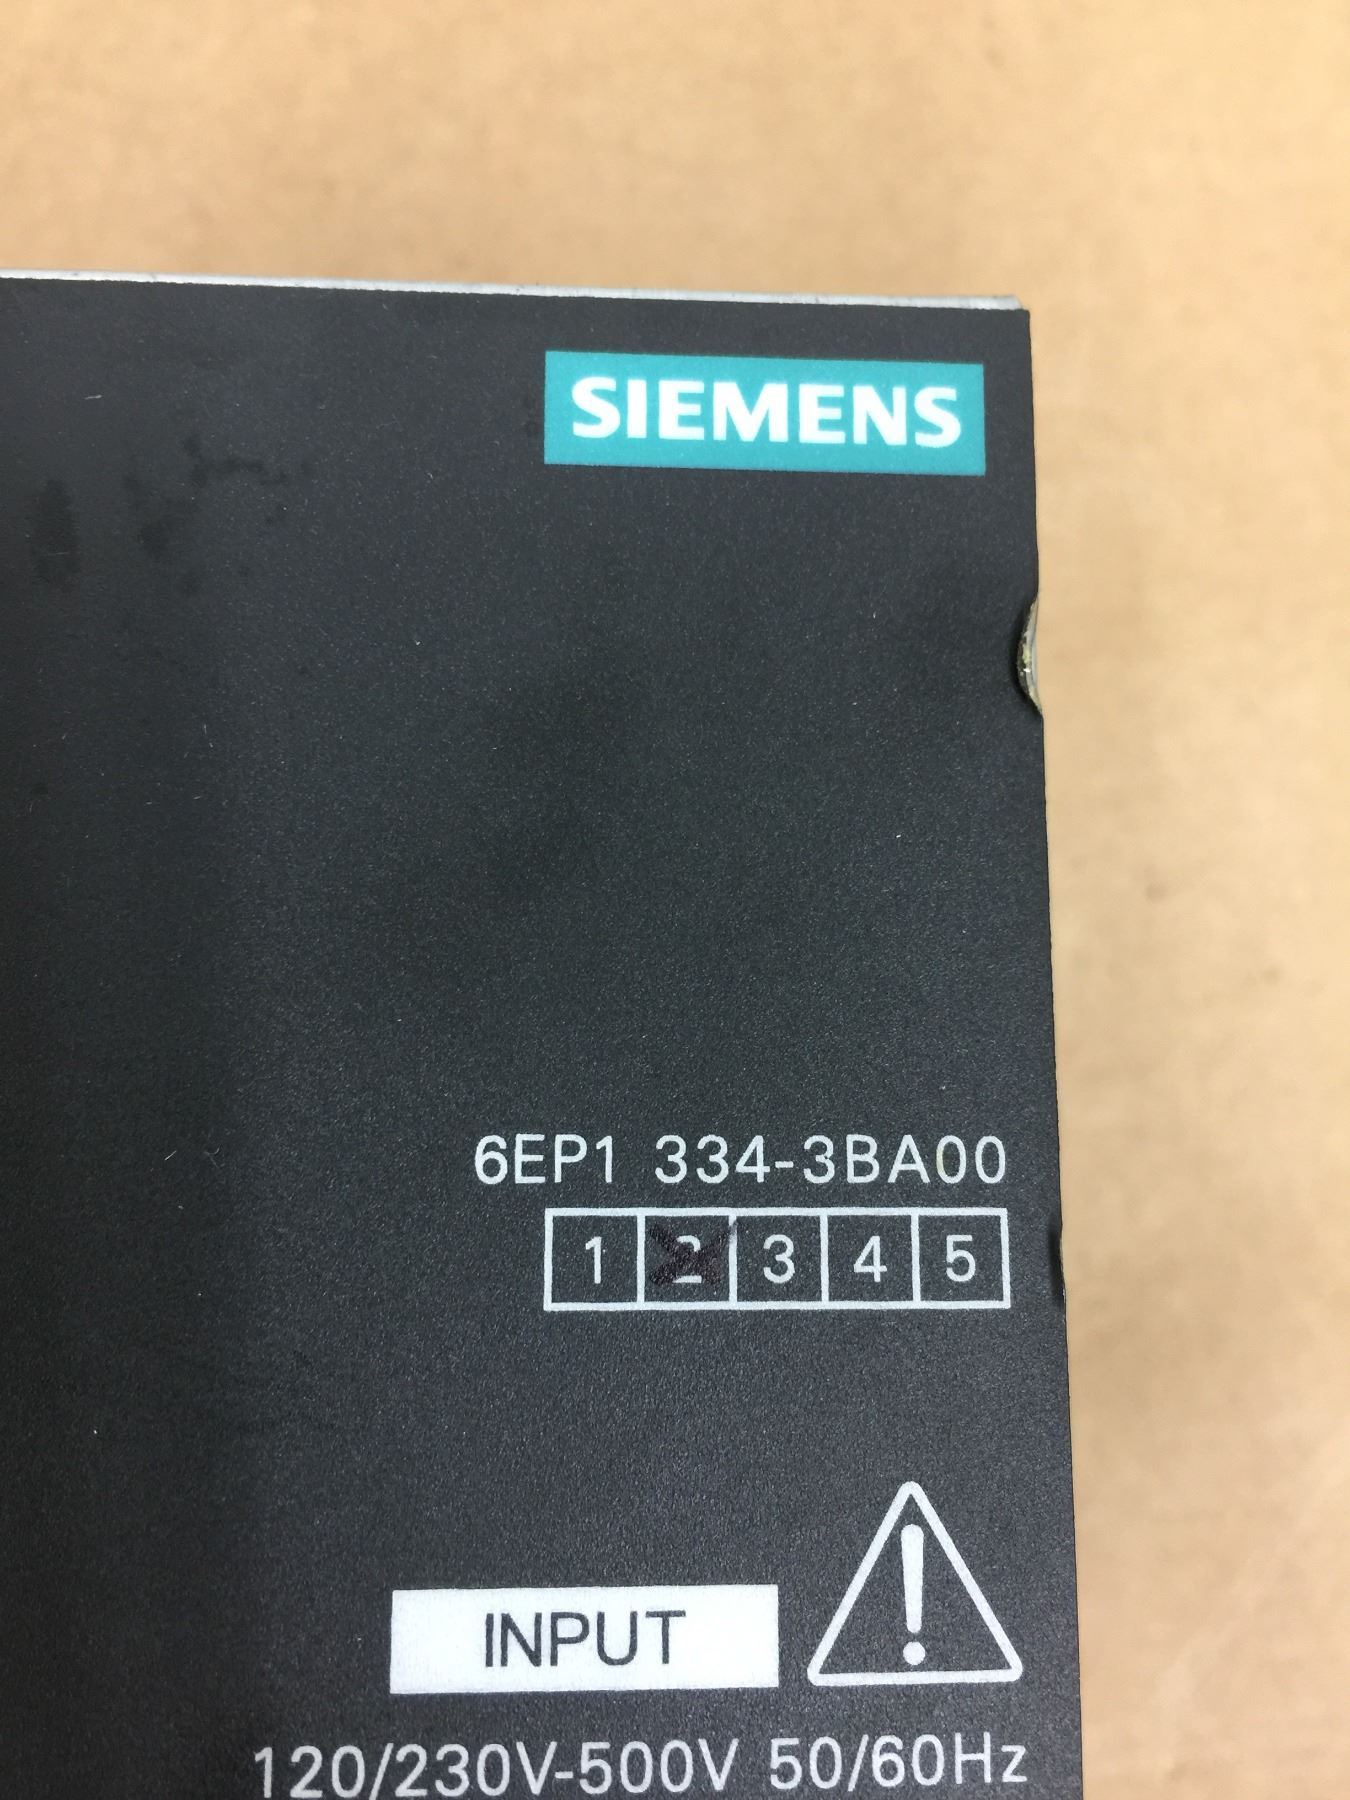 SIEMENS
6EP1 334-3BA00
1 2 3 4 5
INPUT
120/230V-500V 50/60Hz